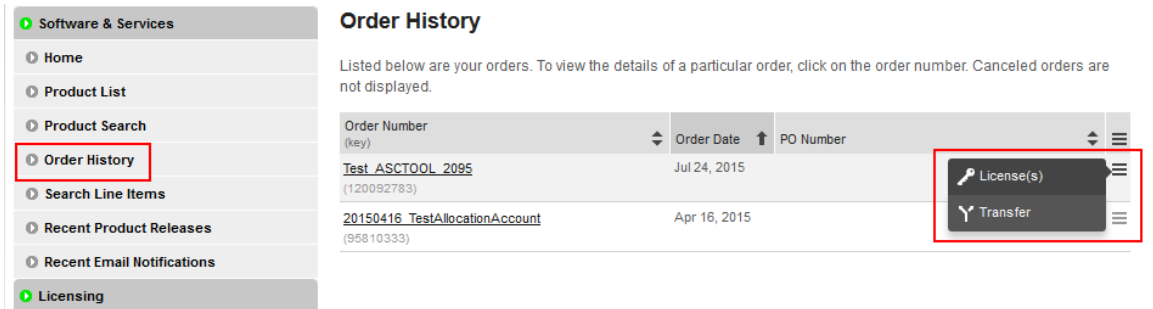 Software & Services
Home
Product List
Product Search
Order History
Search Line Items
Recent Product Releases
Recent Email Notifications
Licensing
Order History
Listed below are your orders. To view the details of a particular order, click on the order number. Canceled orders are
not displayed.
Order Number
(key)
Order Date
PO Number
Test_ASCTOOL_2095
(120092783)
Jul 24, 2015
License(s)
Transfer
20150416_TestAllocationAccount
(95810333)
Apr 16, 2015